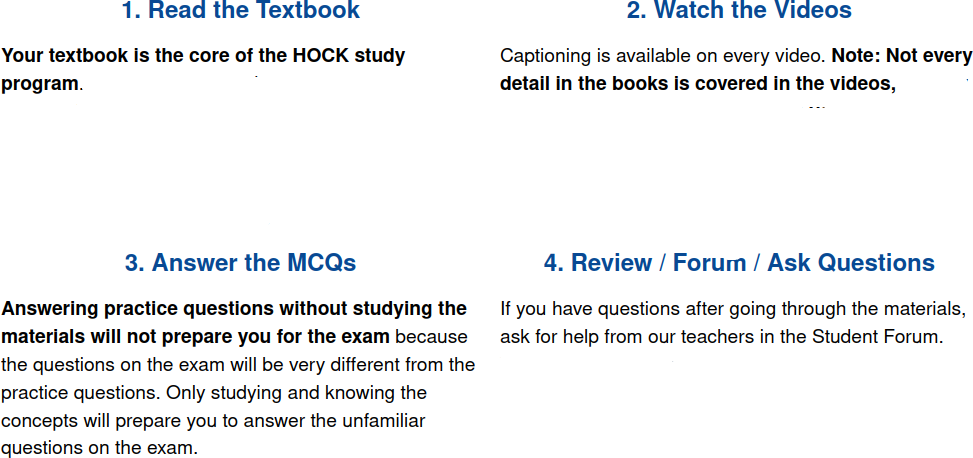 1. Read the Textbook
Your textbook is the core of the HOCK study
program.
2. Watch the Videos
Captioning is available on every video. Note: Not every
detail in the books is covered in the videos,
3. Answer the MCQs
Answering practice questions without studying the
materials will not prepare you for the exam because
the questions on the exam will be very different from the
practice questions. Only studying and knowing the
concepts will prepare you to answer the unfamiliar
questions on the exam.
4. Review / Forum / Ask Questions
If you have questions after going through the materials,
ask for help from our teachers in the Student Forum.